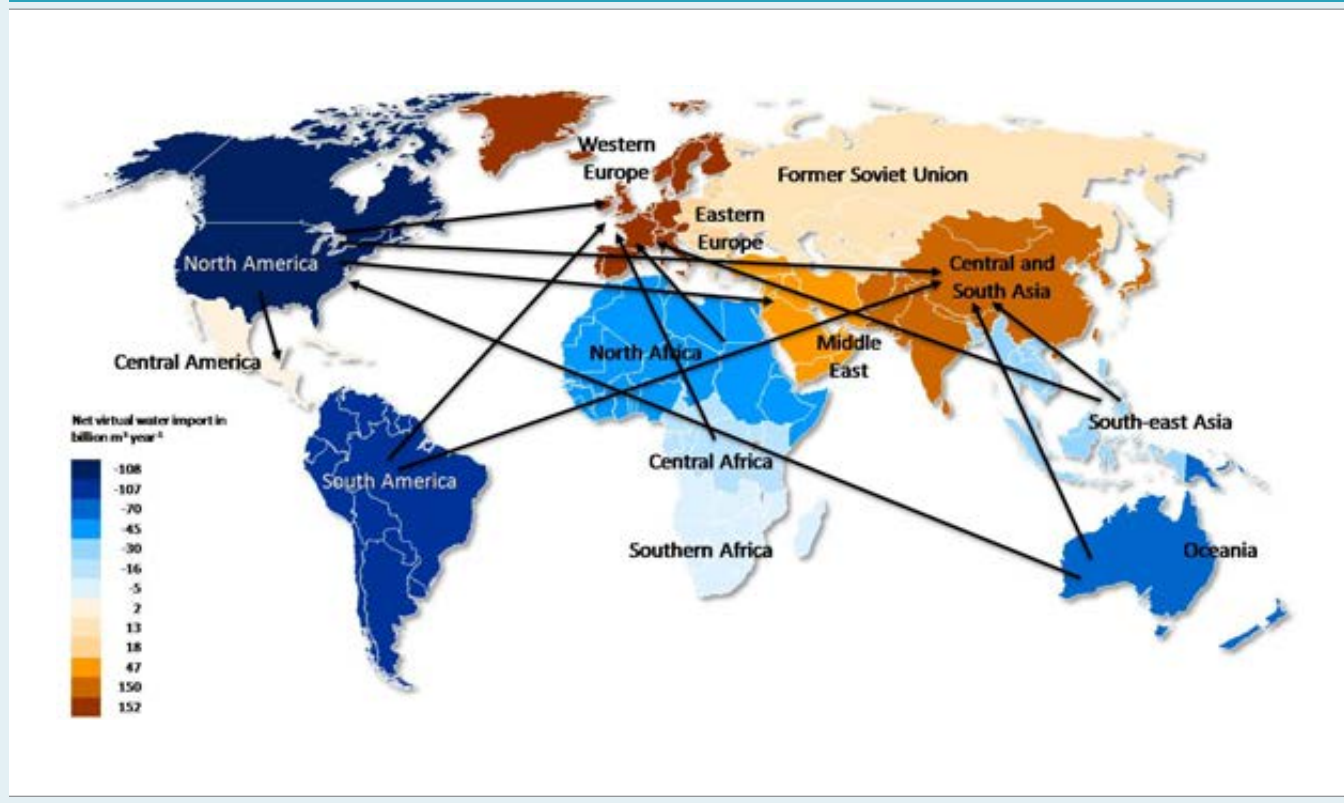 Western
Europe
Former Soviet Union
Eastern
Europe
North America
Central and
South Asia
Central America
North Africa
Middle
East
South-east Asia
Central Africa
South America
Southern Africa
Oceania
Net virtual water import in
billion m³ year⁻¹
-108
-107
-70
-45
-30
-16
-5
2
13
18
47
150
152